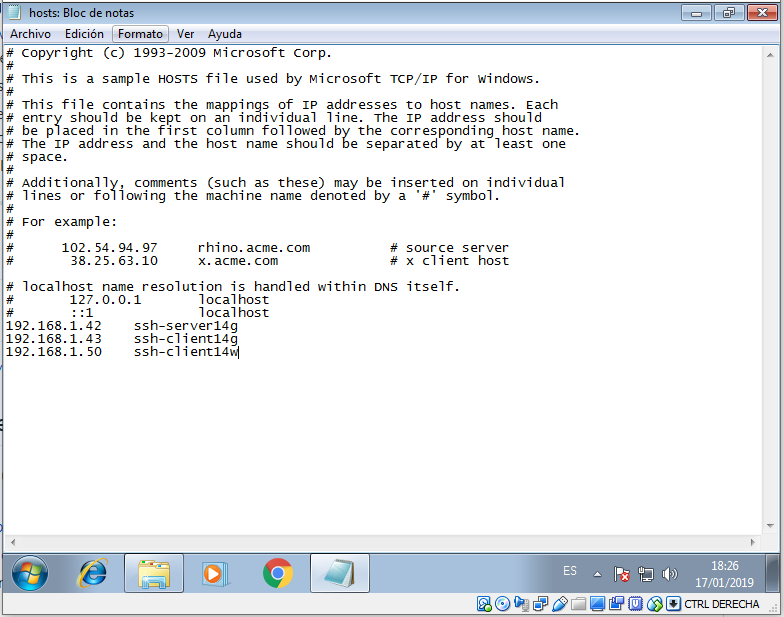 hosts: Bloc de notas
Archivo Edición Formato Ver Ayuda
# Copyright (c) 1993-2009 Microsoft Corp.
#
# This is a sample HOSTS file used by Microsoft TCP/IP for Windows.
#
# This file contains the mappings of IP addresses to host names. Each
# entry should be kept on an individual line. The IP address should
# be placed in the first column followed by the corresponding host name.
# The IP address and the host name should be separated by at least one
# space.
#
# Additionally, comments (such as these) may be inserted on individual
# lines or following the machine name denoted by a '#' symbol.
#
# For example:
#
#      102.54.94.97     rhino.acme.com          # source server
#       38.25.63.10     x.acme.com              # x client host

# localhost name resolution is handled within DNS itself.
#       127.0.0.1       localhost
#       ::1             localhost
192.168.1.42    ssh-server14g
192.168.1.43    ssh-client14g
192.168.1.50    ssh-client14w
ES
18:26
17/01/2019
CTRL DERECHA